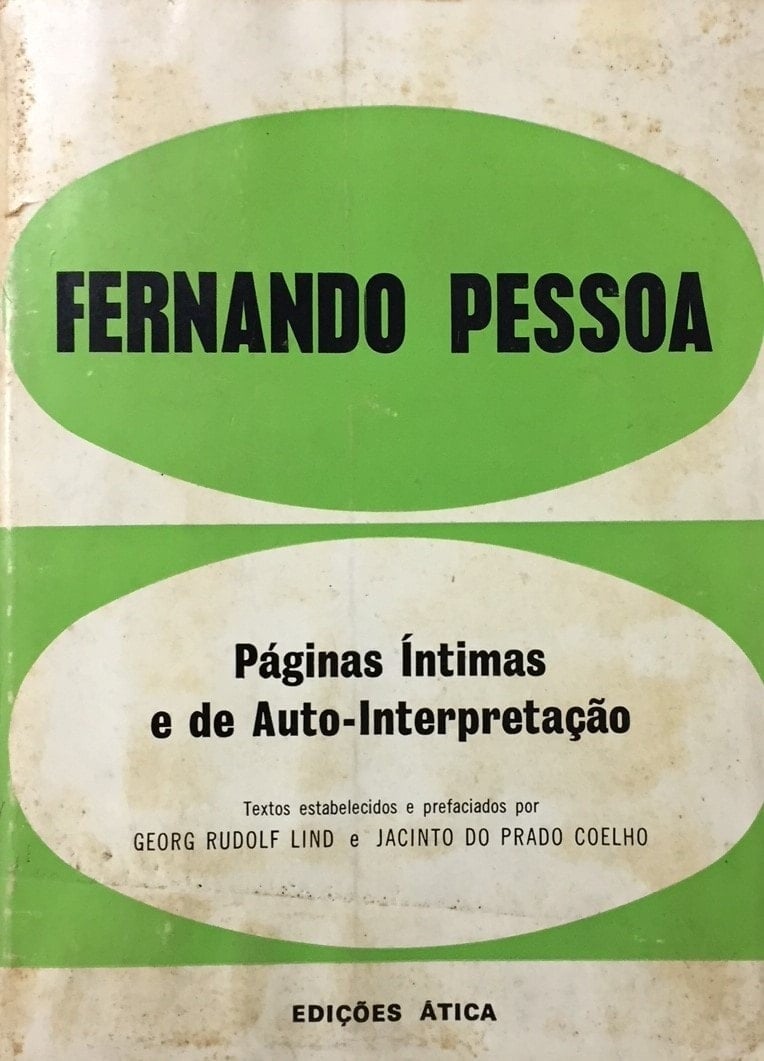 FERNANDO PESSOA
Páginas Íntimas
e de Auto-Interpretação
Textos estabelecidos e prefaciados por
GEORG RUDOLF LIND e JACINTO DO PRADO COELHO
EDIÇÕES ÁTICA